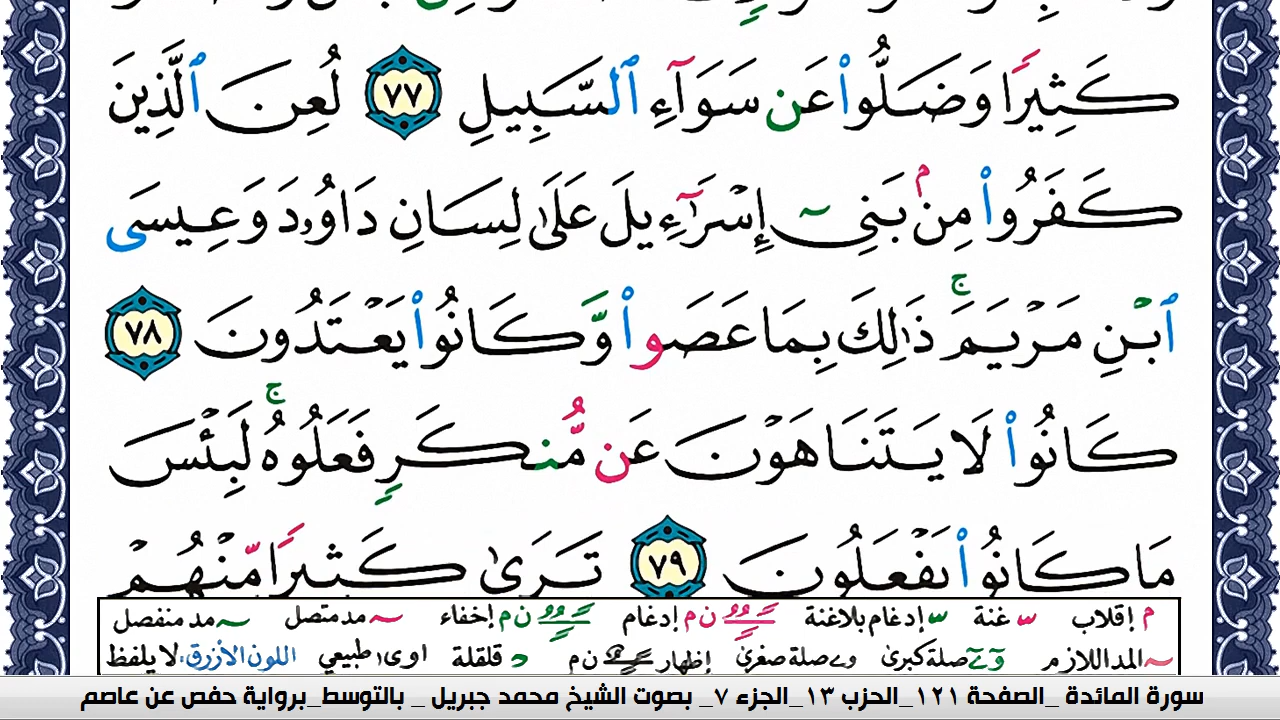 كَثِيرًا وَضَلُّوا۟ عَن سَوَآءِ ٱلسَّبِيلِ ٧٧ لُعِنَ ٱلَّذِينَ
كَفَرُوا۟ مِنۢ بَنِىٓ إِسْرَٰٓءِيلَ عَلَىٰ لِسَانِ دَاوُۥدَ وَعِيسَى
ٱبْنِ مَرْيَمَ ۚ ذَٰلِكَ بِمَا عَصَوا۟ وَّكَانُوا۟ يَعْتَدُونَ ٧٨
كَانُوا۟ لَا يَتَنَاهَوْنَ عَن مُّنكَرٍ فَعَلُوهُ ۚ لَبِئْسَ
مَا كَانُوا۟ يَفْعَلُونَ ٧٩ تَرَىٰ كَثِيرًا مِّنْهُمْ
م إقلاب س غنة س إدغام بلاغنة ن م إدغام ن م إخفاء ~ مد متصل ~ مد منفصل
~ المد اللازم صلة كبرى صلة صغرى إظهار ن م د قلقلة اوى طبيعي اللون الأزرق، لا يلفظ
سورة المائدة _الصفحة ١٢١_الحزب ١٣_الجزء ٧_ بصوت الشيخ محمد جبريل _ بالتوسط_برواية حفص عن عاصم